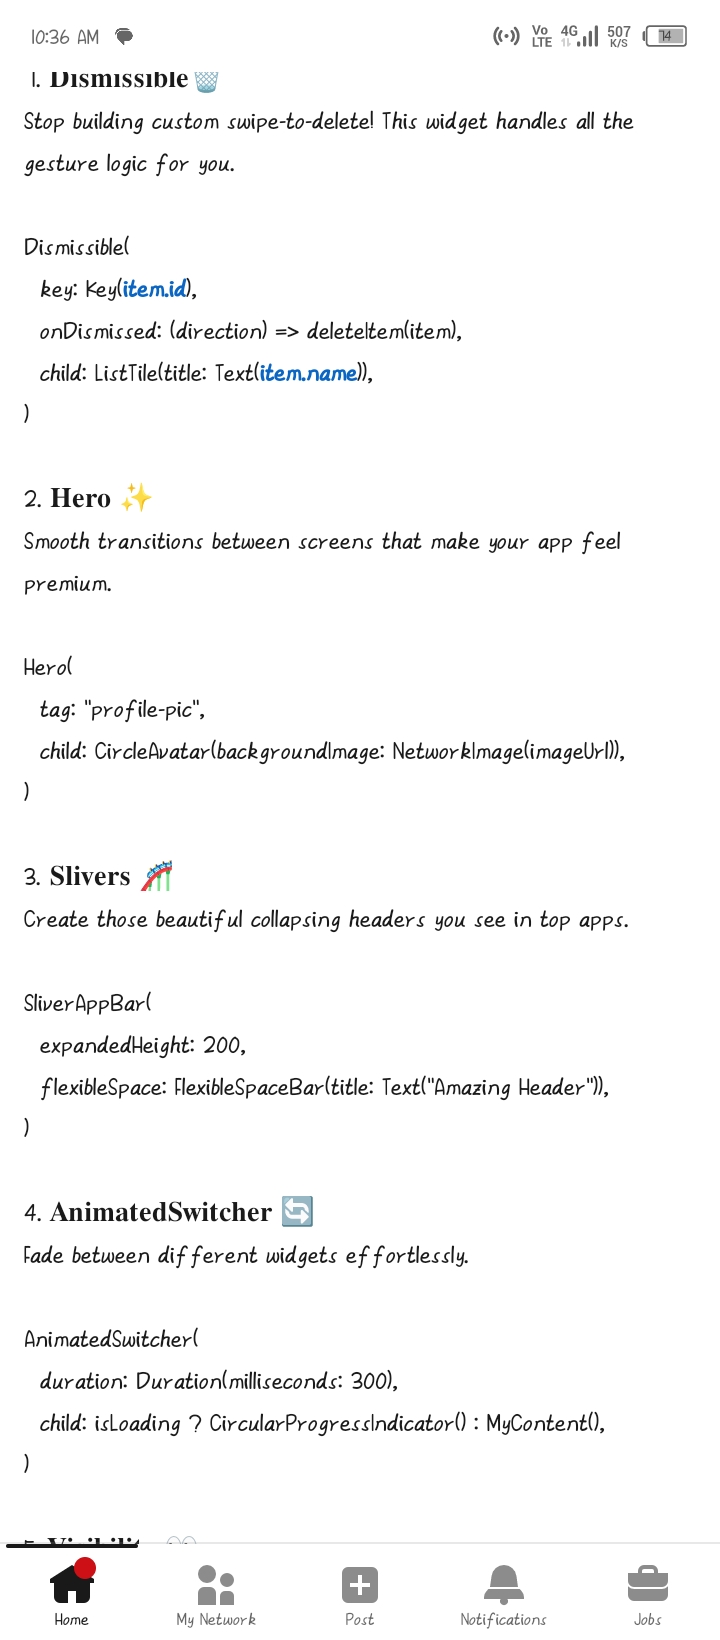 10:36 AM
Vo LTE 4G 507 K/S 74
1. Dismissible 🗑️
Stop building custom swipe-to-delete! This widget handles all the
gesture logic for you.
Dismissible(
key: Key(item.id),
onDismissed: (direction) => deleteItem(item),
child: ListTile(title: Text(item.name)),
)
2. Hero ✨
Smooth transitions between screens that make your app feel
premium.
Hero(
tag: "profile-pic",
child: CircleAvatar(backgroundImage: NetworkImage(imageUrl)),
)
3. Slivers 🎢
Create those beautiful collapsing headers you see in top apps.
SliverAppBar(
expandedHeight: 200,
flexibleSpace: FlexibleSpaceBar(title: Text("Amazing Header")),
)
4. AnimatedSwitcher 🔄
Fade between different widgets effortlessly.
AnimatedSwitcher(
duration: Duration(milliseconds: 300),
child: isLoading ? CircularProgressIndicator() : MyContent(),
)
Home My Network Post Notifications Jobs